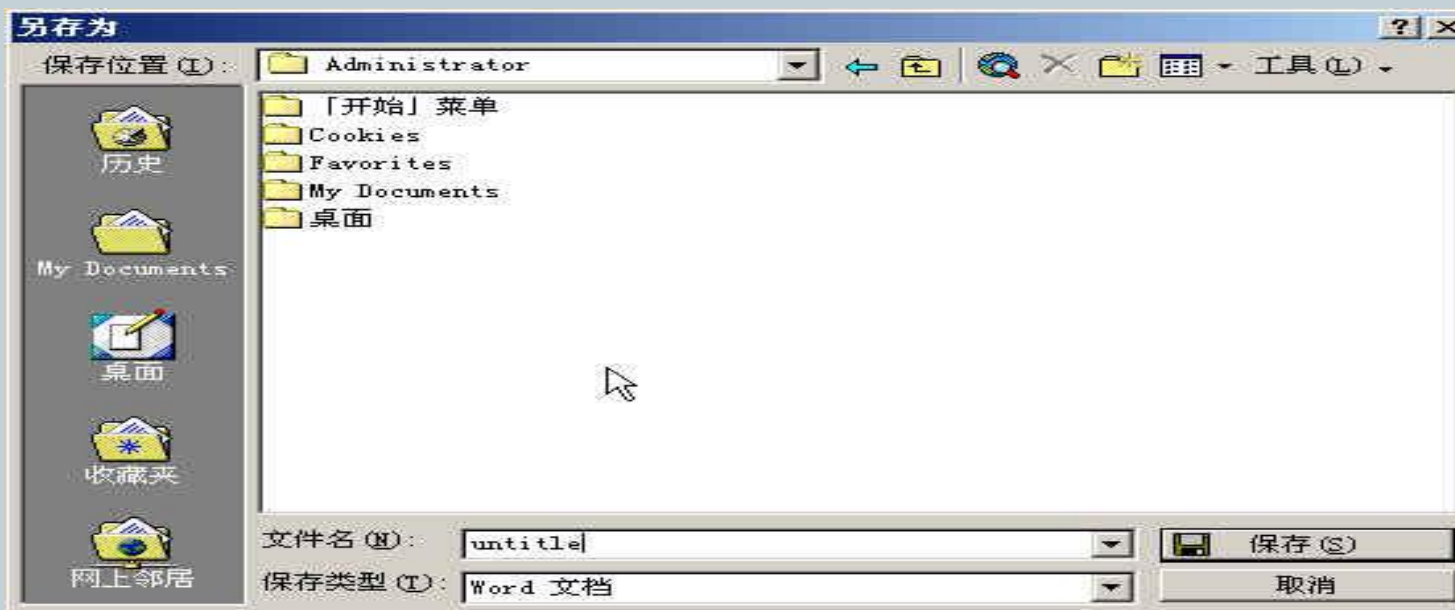 另存为
保存位置(I):
Administrator
工具(L)
历史
My Documents
桌面
收藏夹
网上邻居
「开始」菜单
Cookies
Favorites
My Documents
桌面
文件名(N):
untitle
保存(S)
保存类型(T):
Word 文档
取消